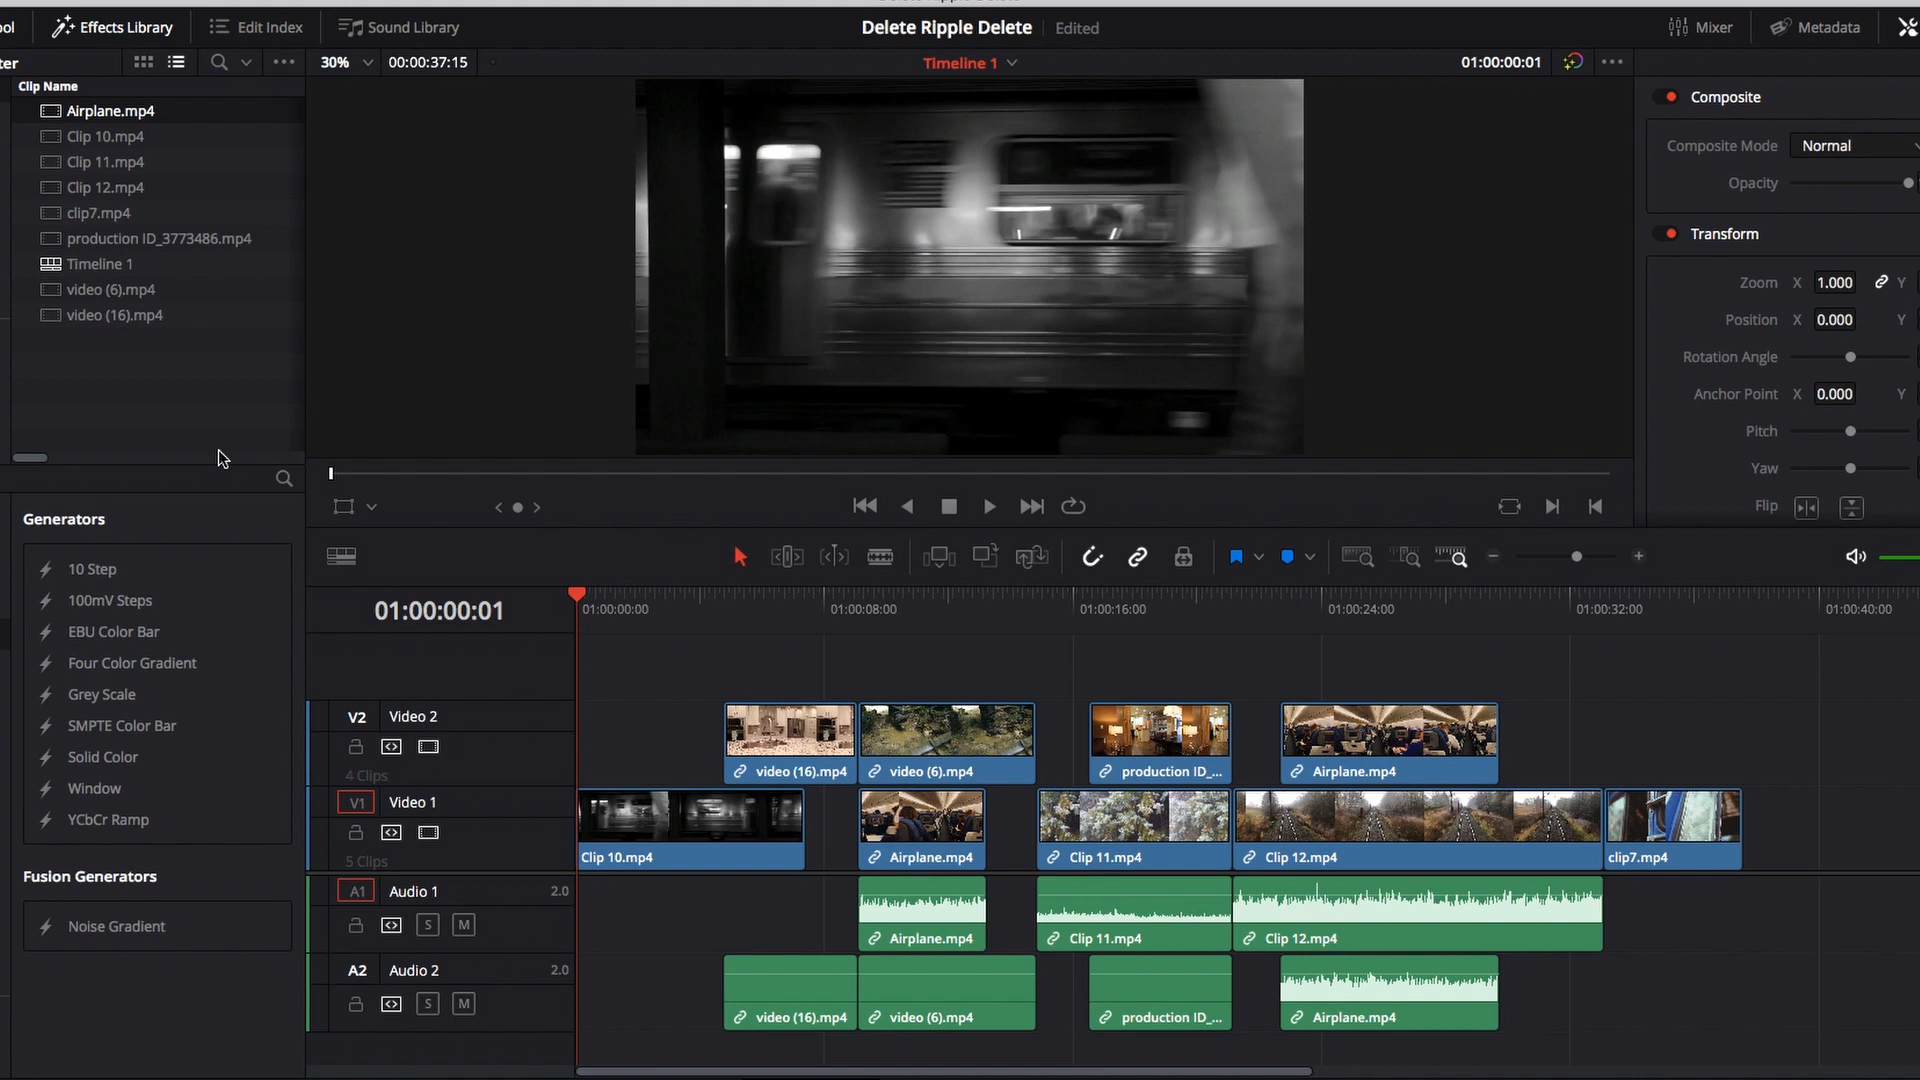 ol
Effects Library
Edit Index
Sound Library
Delete Ripple Delete
Edited
Mixer
Metadata
ter
30%
00:00:37:15
Timeline 1
01:00:00:01
Clip Name
Airplane.mp4
Clip 10.mp4
Clip 11.mp4
Clip 12.mp4
clip7.mp4
production ID_3773486.mp4
Timeline 1
video (6).mp4
video (16).mp4
Composite
Composite Mode Normal
Opacity
Transform
Zoom X 1.000 Y
Position X 0.000 Y
Rotation Angle
Anchor Point X 0.000 Y
Pitch
Yaw
Flip
Generators
10 Step
100mV Steps
EBU Color Bar
Four Color Gradient
Grey Scale
SMPTE Color Bar
Solid Color
Window
YCbCr Ramp
Fusion Generators
Noise Gradient
01:00:00:01
01:00:00:00
01:00:08:00
01:00:16:00
01:00:24:00
01:00:32:00
01:00:40:00
V2 Video 2
4 Clips
video (16).mp4
video (6).mp4
production ID_...
Airplane.mp4
V1 Video 1
5 Clips
Clip 10.mp4
Airplane.mp4
Clip 11.mp4
Clip 12.mp4
clip7.mp4
A1 Audio 1 2.0
S M
Airplane.mp4
Clip 11.mp4
Clip 12.mp4
A2 Audio 2 2.0
S M
video (16).mp4
video (6).mp4
production ID_...
Airplane.mp4